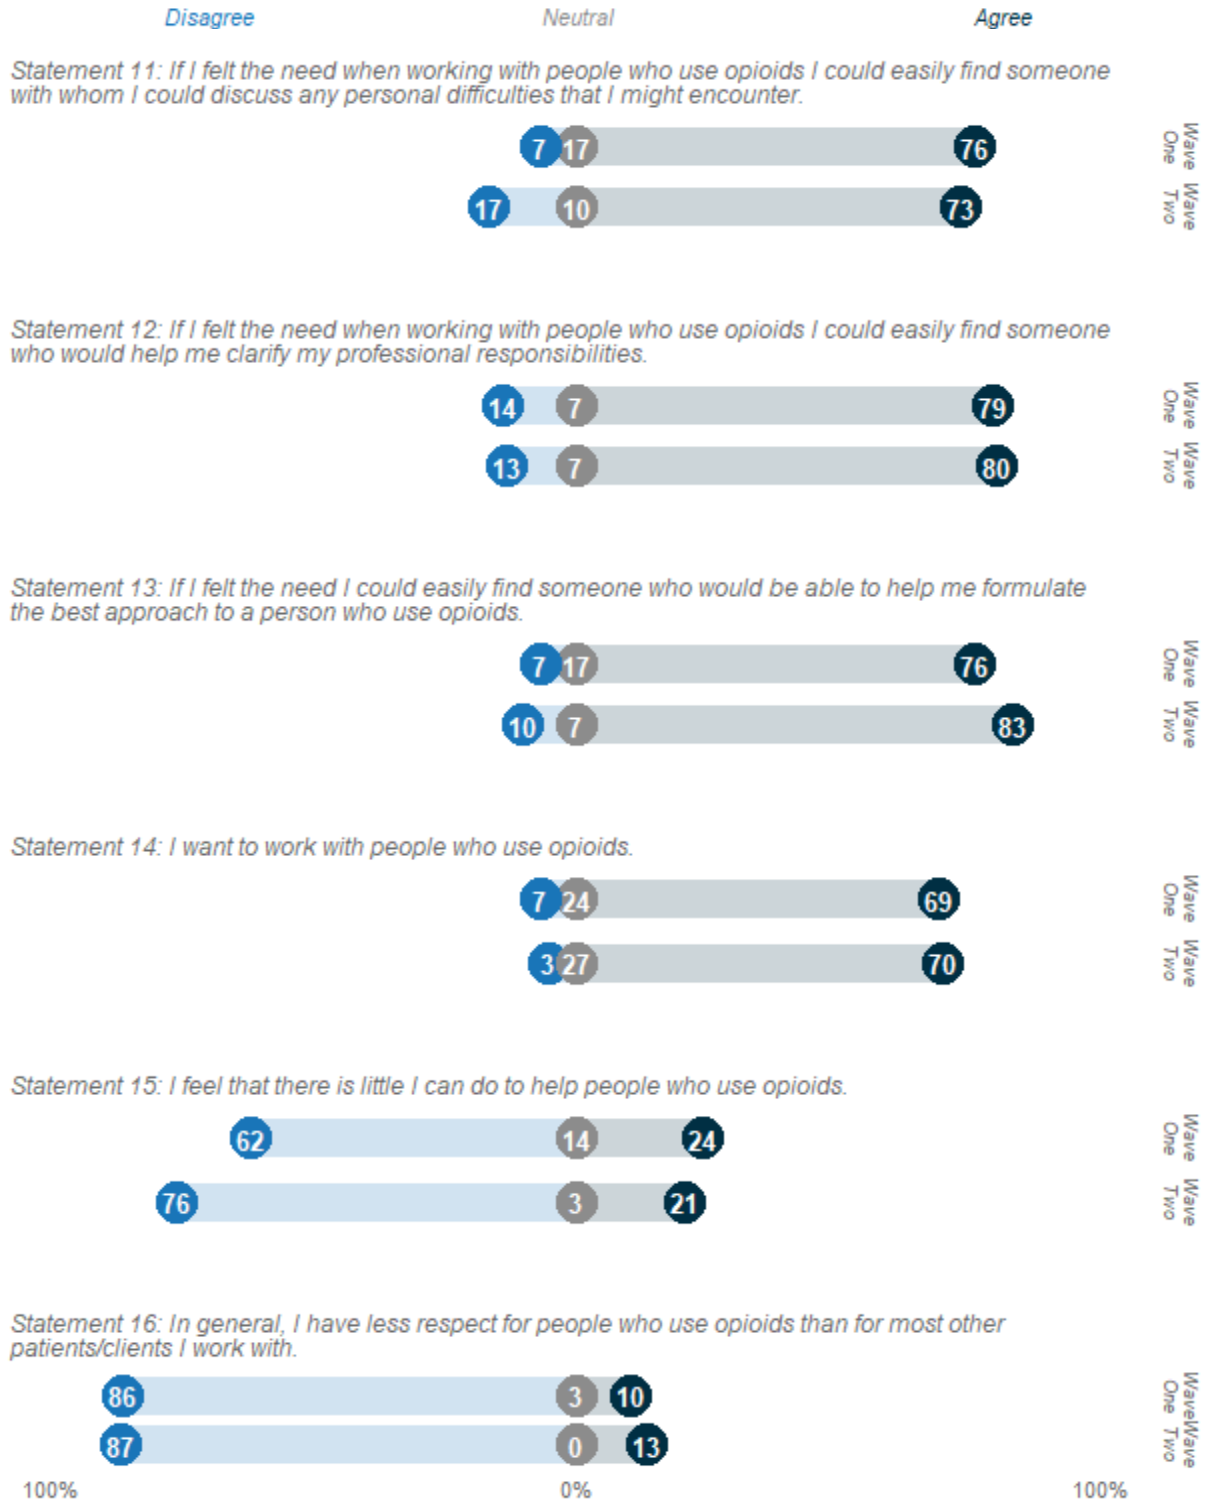 Disagree Neutral Agree
Statement 11: If I felt the need when working with people who use opioids I could easily find someone
with whom I could discuss any personal difficulties that I might encounter.
7 17 76 Wave One
17 10 73 Wave Two
Statement 12: If I felt the need when working with people who use opioids I could easily find someone
who would help me clarify my professional responsibilities.
14 7 79 Wave One
13 7 80 Wave Two
Statement 13: If I felt the need I could easily find someone who would be able to help me formulate
the best approach to a person who use opioids.
7 17 76 Wave One
10 7 83 Wave Two
Statement 14: I want to work with people who use opioids.
7 24 69 Wave One
3 27 70 Wave Two
Statement 15: I feel that there is little I can do to help people who use opioids.
62 14 24 Wave One
76 3 21 Wave Two
Statement 16: In general, I have less respect for people who use opioids than for most other
patients/clients I work with.
86 3 10 Wave One
87 0 13 Wave Two
100% 0% 100%